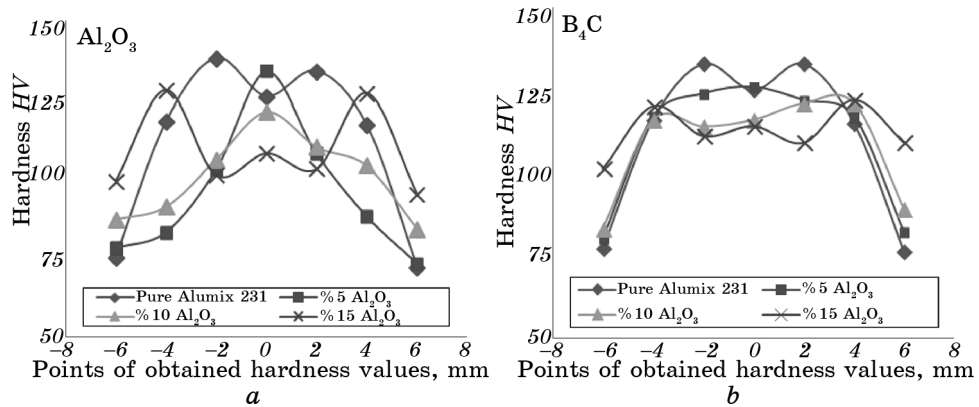 Al₂O₃
Hardness HV
150
125
100
75
50
−8 −6 −4 −2 0 2 4 6 8
Pure Alumix 231
%5 Al₂O₃
%10 Al₂O₃
%15 Al₂O₃
Points of obtained hardness values, mm
a
B₄C
Hardness HV
150
125
100
75
50
−8 −6 −4 −2 0 2 4 6 8
Pure Alumix 231
%5 Al₂O₃
%10 Al₂O₃
%15 Al₂O₃
Points of obtained hardness values, mm
b